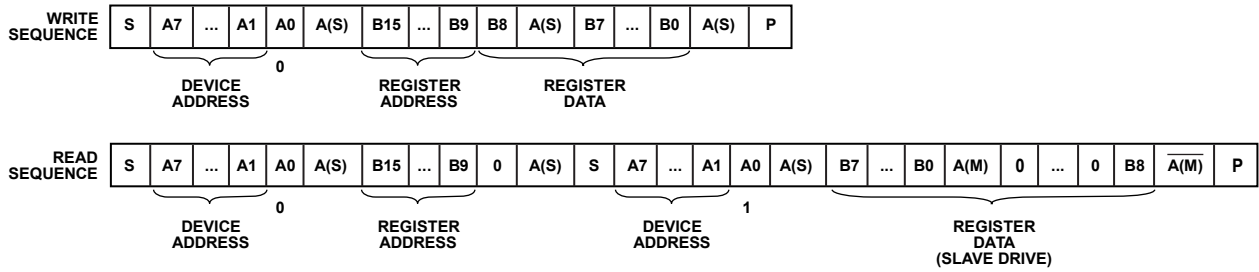 WRITE
SEQUENCE
S A7 ... A1 A0 A(S) B15 ... B9 B8 A(S) B7 ... B0 A(S) P
0
DEVICE
ADDRESS
REGISTER
ADDRESS
REGISTER
DATA
READ
SEQUENCE
S A7 ... A1 A0 A(S) B15 ... B9 0 A(S) S A7 ... A1 A0 A(S) B7 ... B0 A(M) 0 ... 0 B8 A(M) P
0 1
DEVICE
ADDRESS
REGISTER
ADDRESS
DEVICE
ADDRESS
REGISTER
DATA
(SLAVE DRIVE)